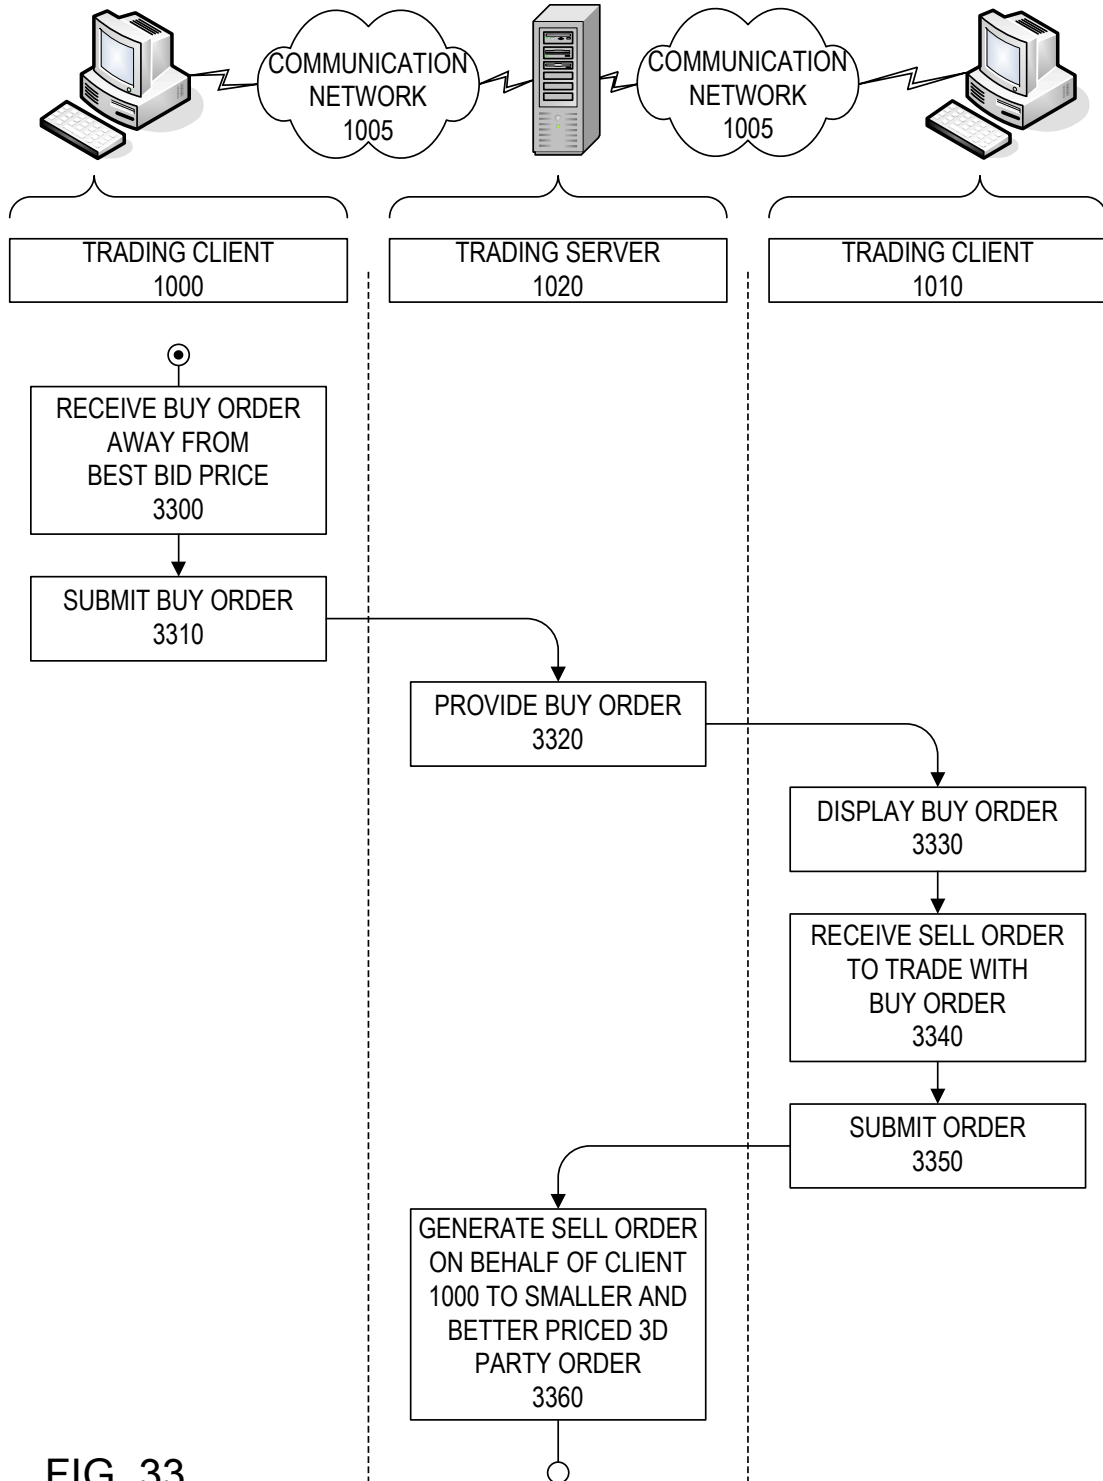 COMMUNICATION
NETWORK
1005
COMMUNICATION
NETWORK
1005
TRADING CLIENT
1000
TRADING SERVER
1020
TRADING CLIENT
1010
RECEIVE BUY ORDER
AWAY FROM
BEST BID PRICE
3300
SUBMIT BUY ORDER
3310
PROVIDE BUY ORDER
3320
DISPLAY BUY ORDER
3330
RECEIVE SELL ORDER
TO TRADE WITH
BUY ORDER
3340
SUBMIT ORDER
3350
GENERATE SELL ORDER
ON BEHALF OF CLIENT
1000 TO SMALLER AND
BETTER PRICED 3D
PARTY ORDER
3360
FIG. 33